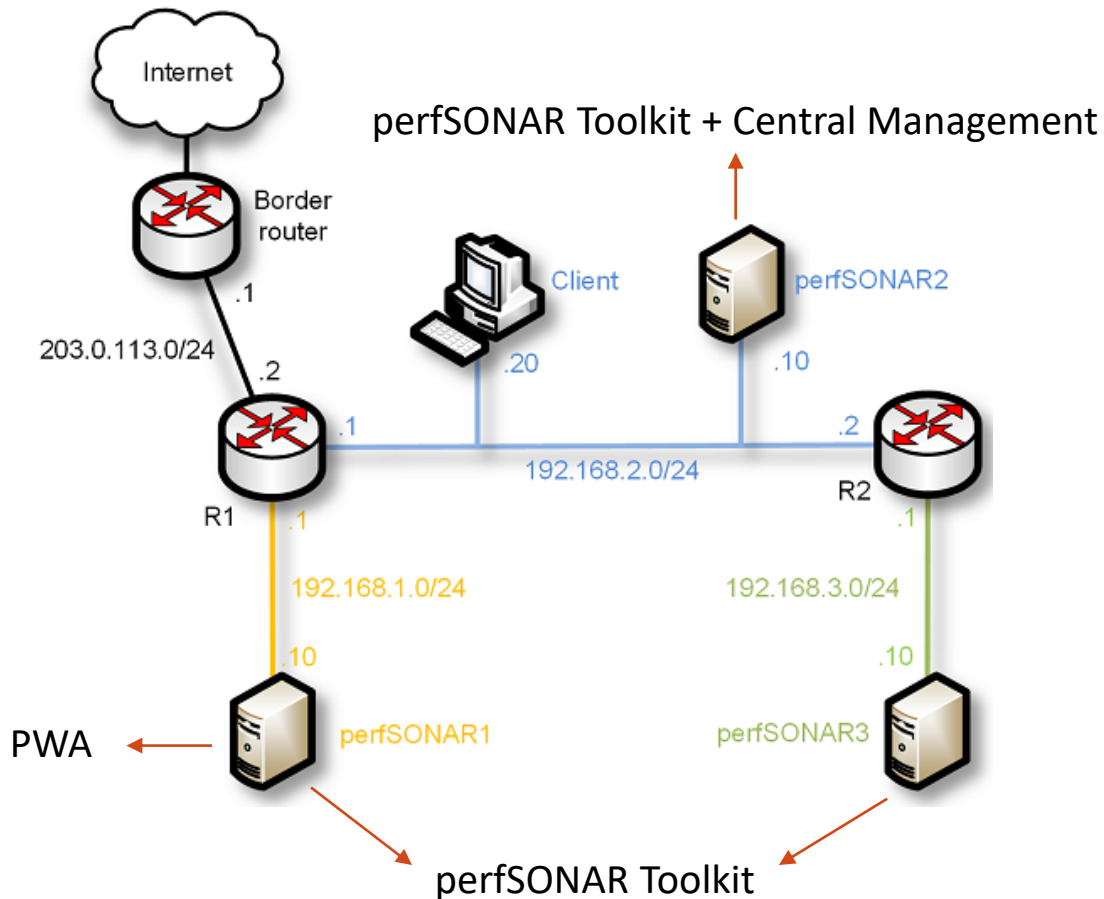 Internet
perfSONAR Toolkit + Central Management
Border
router
.1
Client
perfSONAR2
203.0.113.0/24
.2
.20
.10
.1
.2
192.168.2.0/24
R1
R2
.1
.1
192.168.1.0/24
192.168.3.0/24
.10
.10
PWA
perfSONAR1
perfSONAR3
perfSONAR Toolkit